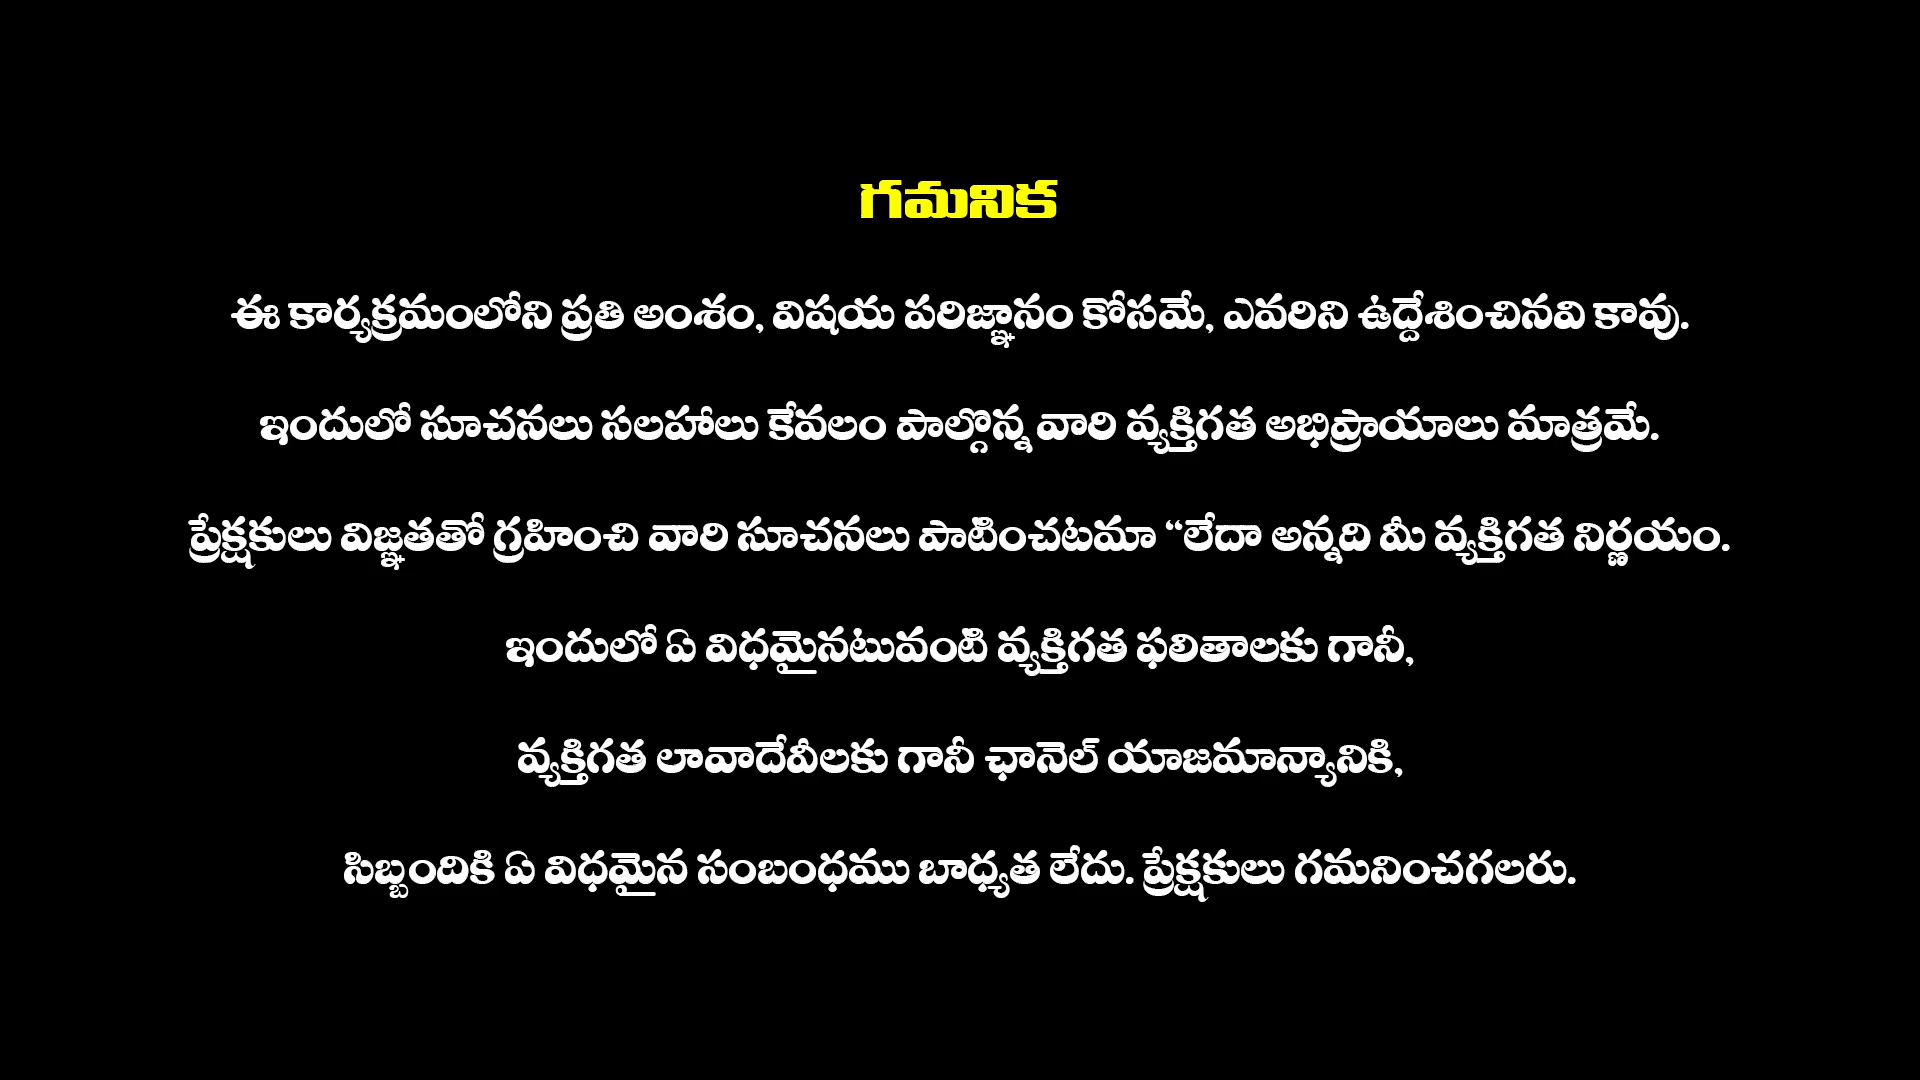 గమనిక
ఈ కార్యక్రమంలోని ప్రతి అంశం, విషయ పరిజ్ఞానం కోసమే, ఎవరిని ఉద్దేశించినవి కావు.
ఇందులో సూచనలు సలహాలు కేవలం పాల్గొన్న వారి వ్యక్తిగత అభిప్రాయాలు మాత్రమే.
ప్రేక్షకులు విజ్ఞతతో గ్రహించి వారి సూచనలు పాటించటమా “లేదా అన్నది మీ వ్యక్తిగత నిర్ణయం.
ఇందులో ఏ విధమైనటువంటి వ్యక్తిగత ఫలితాలకు గానీ,
వ్యక్తిగత లావాదేవీలకు గానీ ఛానెల్ యాజమాన్యానికి,
సిబ్బందికి ఏ విధమైన సంబంధము బాధ్యత లేదు. ప్రేక్షకులు గమనించగలరు.